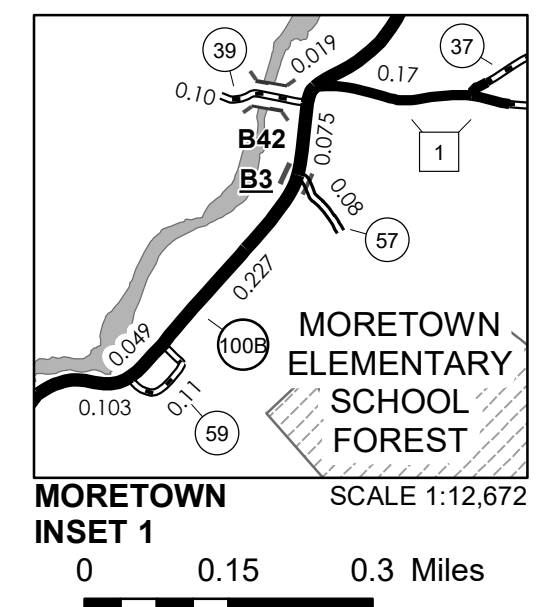 39
0.019
37
0.10
0.17
B42
0.075
1
B3
0.08
57
0.227
100B
MORETOWN
ELEMENTARY
SCHOOL
FOREST
0.049
0.103
0.11
59
MORETOWN
INSET 1
SCALE 1:12,672
0 0.15 0.3 Miles